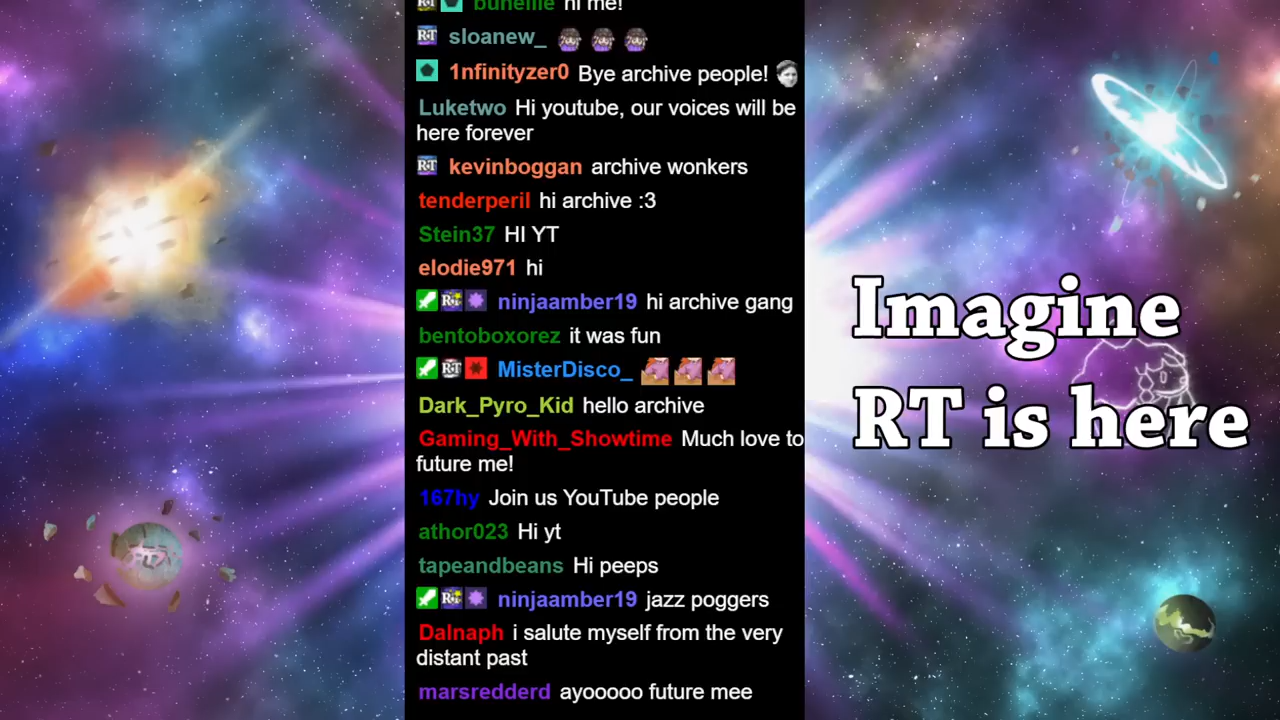 bunellie hi me!
sloanew_
1nfinityzer0 Bye archive people!
Luketwo Hi youtube, our voices will be
here forever
kevinboggan archive wonkers
tenderperil hi archive :3
Stein37 HI YT
elodie971 hi
ninjaamber19 hi archive gang
bentoboxorez it was fun
MisterDisco_
Dark_Pyro_Kid hello archive
Gaming_With_Showtime Much love to
future me!
167hy Join us YouTube people
athor023 Hi yt
tapeandbeans Hi peeps
ninjaamber19 jazz poggers
Dalnaph i salute myself from the very
distant past
marsredderd ayooooo future mee
Imagine
RT is here